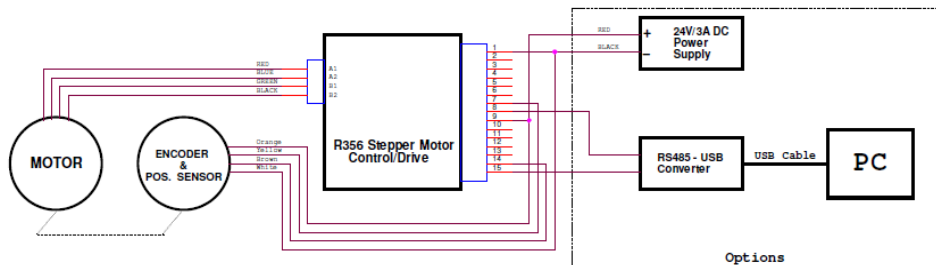 RED
BLUE
GREEN
BLACK
A1
A2
B1
B2
MOTOR
ENCODER
&
POS. SENSOR
Orange
Yellow
Brown
White
R356 Stepper Motor
Control/Drive
1
2
3
4
5
6
7
8
9
10
11
12
13
14
15
RED
BLACK
+
–
24V/3A DC
Power
Supply
RS485 - USB
Converter
USB Cable
PC
Options